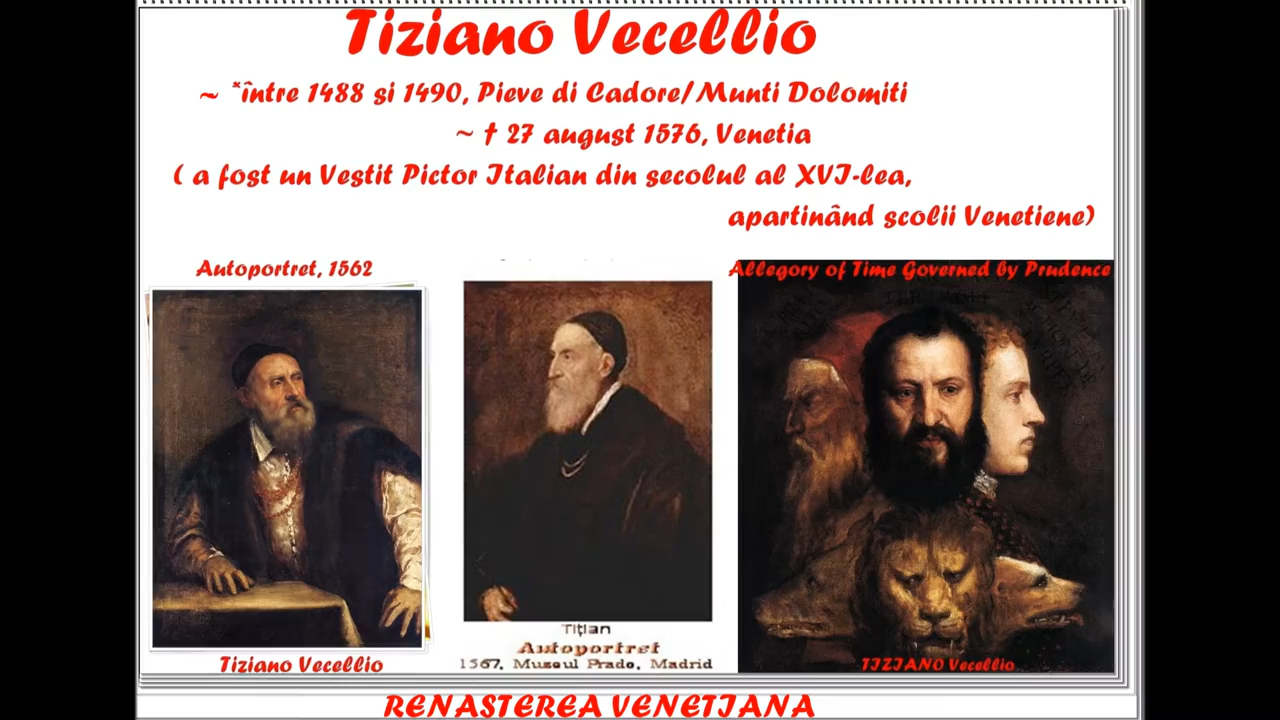 Tiziano Vecellio
~ *între 1488 si 1490, Pieve di Cadore/Munti Dolomiti
~ † 27 august 1576, Venetia
( a fost un Vestit Pictor Italian din secolul al XVI-lea,
apartinând scolii Venetiene)
Autoportret, 1562
Allegory of Time Governed by Prudence
Tițian
Autoportret
1567, Museul Prado, Madrid
Tiziano Vecellio
TIZIANO Vecellio
RENASTEREA VENETIANA